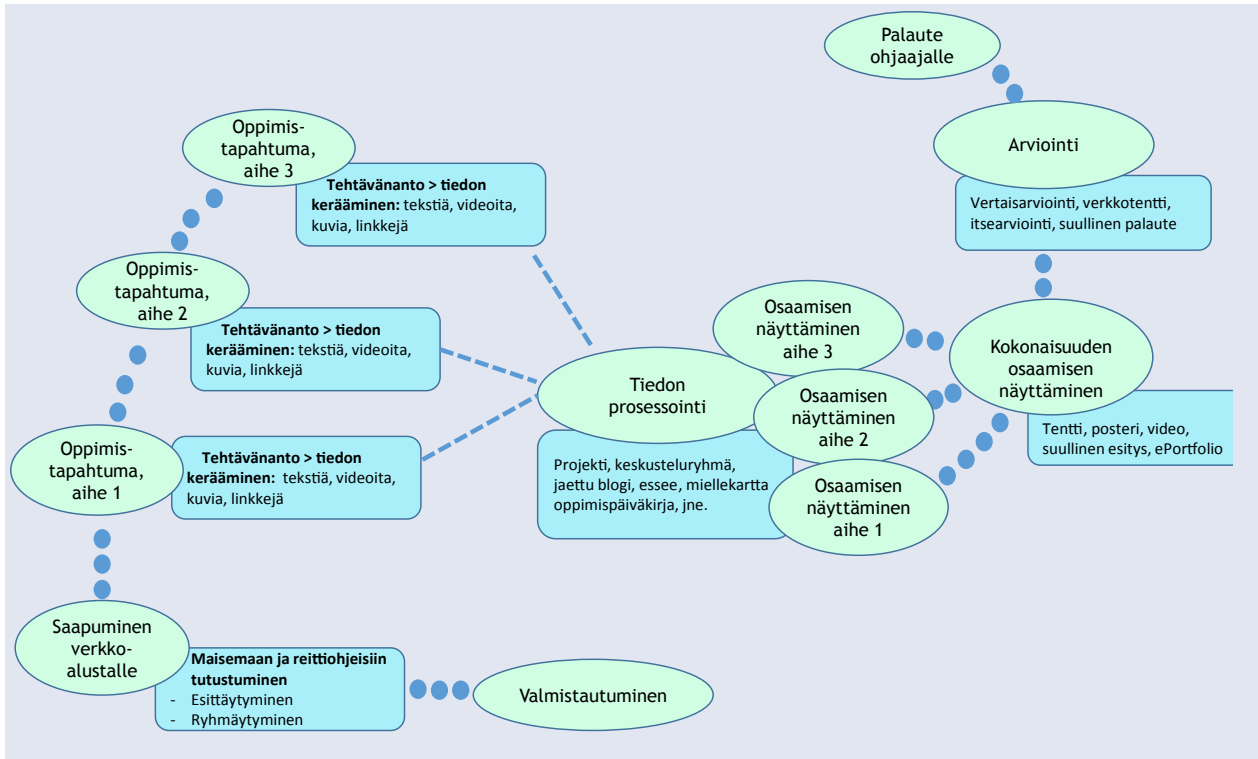 Palaute
ohjaajalle
Arviointi
Vertaisarviointi, verkkotentti,
itsearviointi, suullinen palaute
Oppimis-
tapahtuma,
aihe 3
Tehtävänanto > tiedon
kerääminen: tekstiä, videoita,
kuvia, linkkejä
Oppimis-
tapahtuma,
aihe 2
Tehtävänanto > tiedon
kerääminen: tekstiä, videoita,
kuvia, linkkejä
Oppimis-
tapahtuma,
aihe 1
Tehtävänanto > tiedon
kerääminen: tekstiä, videoita,
kuvia, linkkejä
Tiedon
prosessointi
Projekti, keskusteluryhmä,
jaettu blogi, essee, miellekartta
oppimispäiväkirja, jne.
Osaamisen
näyttäminen
aihe 3
Osaamisen
näyttäminen
aihe 2
Osaamisen
näyttäminen
aihe 1
Kokonaisuuden
osaamisen
näyttäminen
Tentti, posteri, video,
suullinen esitys, ePortfolio
Saapuminen
verkko-
alustalle
Maisemaan ja reittiohjeisiin
tutustuminen
- Esittäytyminen
- Ryhmäytyminen
Valmistautuminen